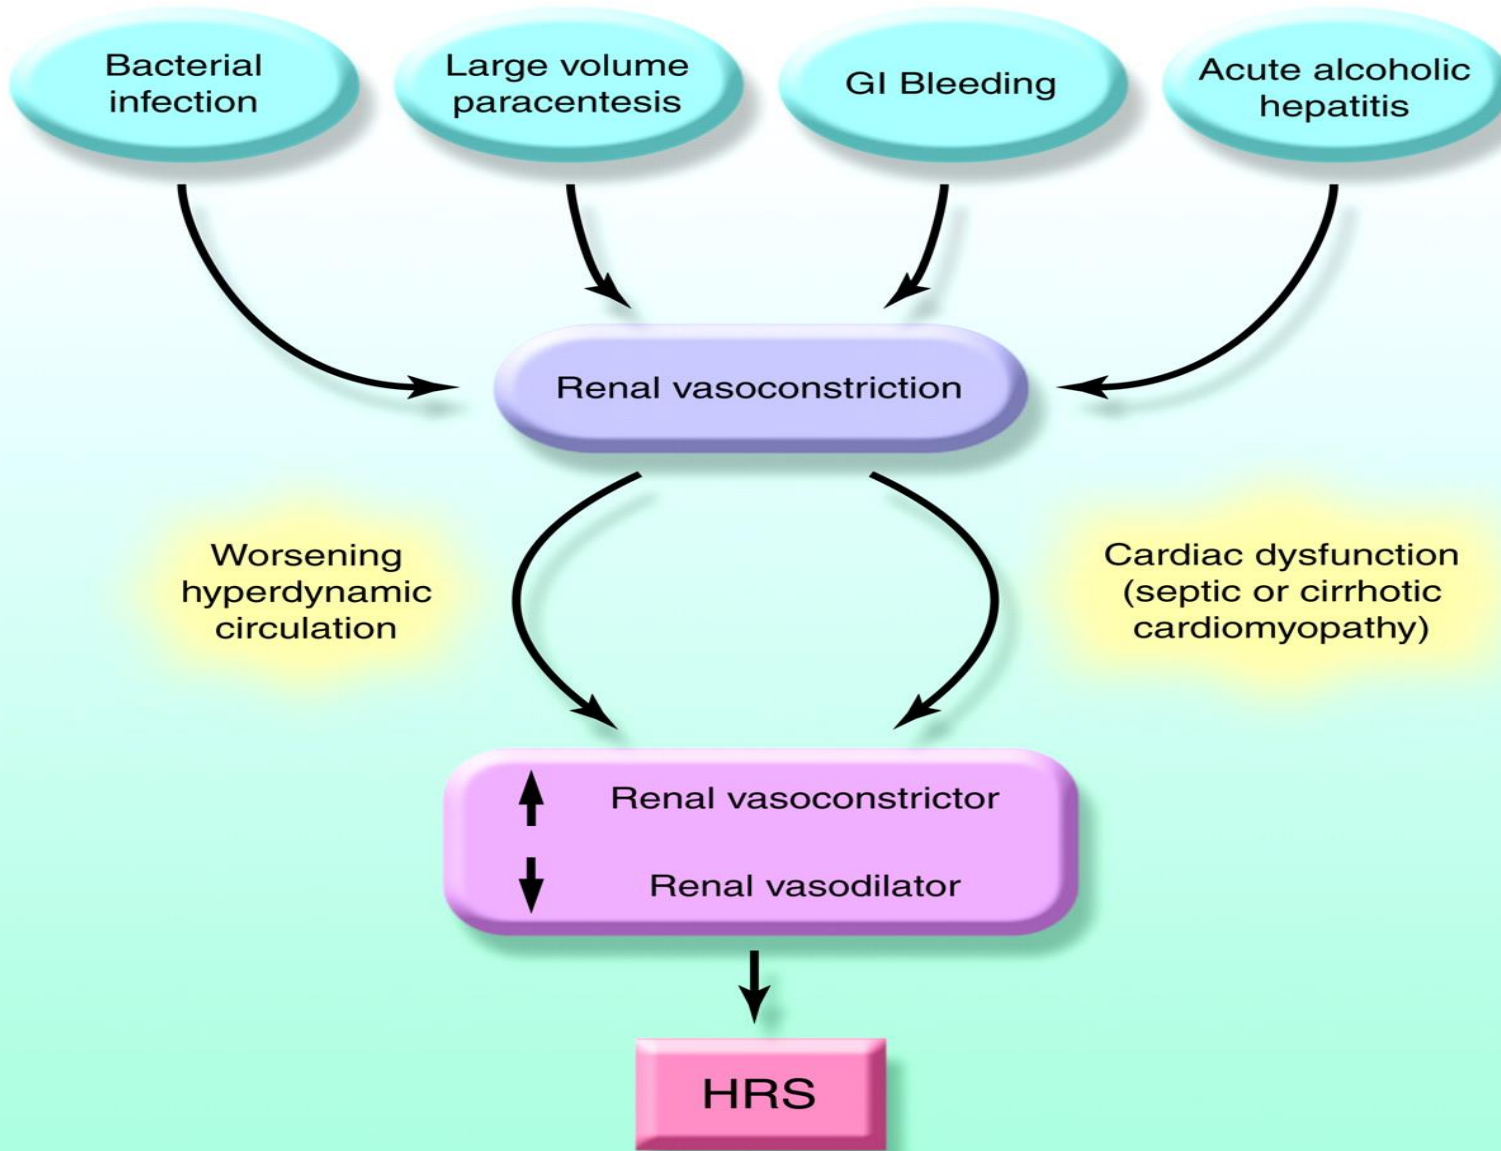 Bacterial
infection
Large volume
paracentesis
GI Bleeding
Acute alcoholic
hepatitis
Renal vasoconstriction
Worsening
hyperdynamic
circulation
Cardiac dysfunction
(septic or cirrhotic
cardiomyopathy)
Renal vasoconstrictor
Renal vasodilator
HRS